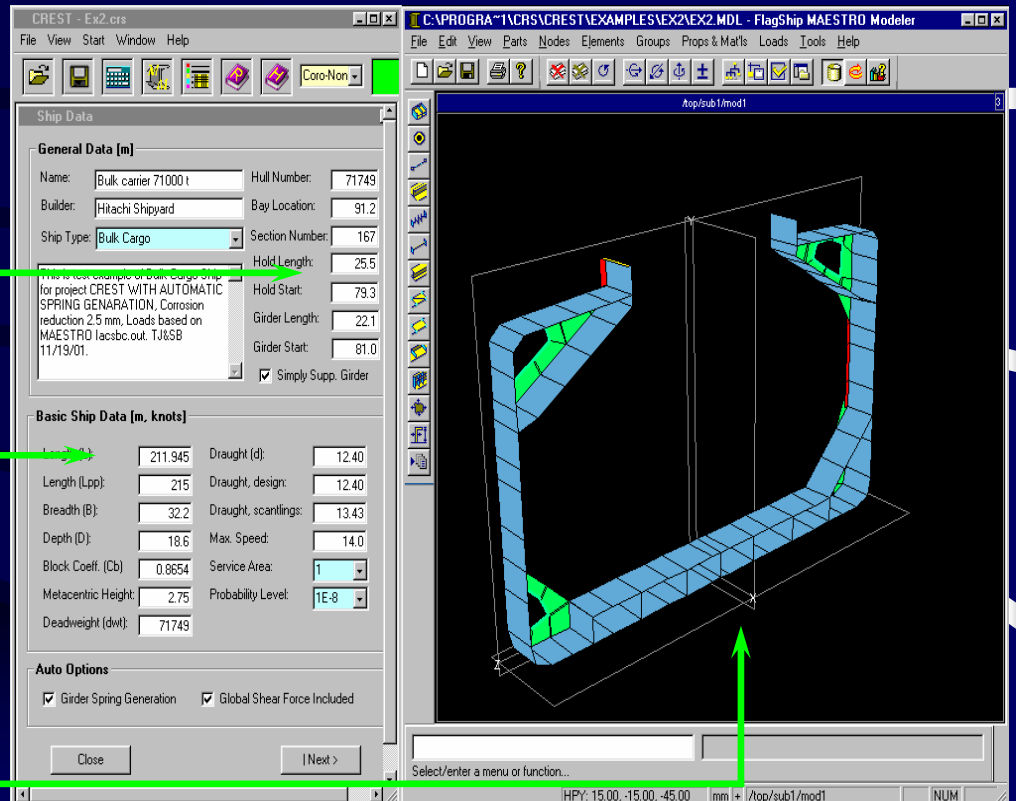 CREST - Ex2.crs
File View Start Window Help
Coro-Non
Ship Data
General Data [m]
Name: Bulk carrier 71000 t
Hull Number: 71749
Builder: Hitachi Shipyard
Bay Location: 91.2
Ship Type: Bulk Cargo
Section Number: 167
Hold Length: 25.5
This is test example of Bulk Cargo Ship
for project CREST WITH AUTOMATIC
SPRING GENARATION, Corrosion
reduction 2.5 mm, Loads based on
MAESTRO lacsbc.out. TJ&SB
11/19/01.
Hold Start: 79.3
Girder Length: 22.1
Girder Start: 81.0
Simply Supp. Girder
Basic Ship Data [m, knots]
Length (L): 211.945
Draught (d): 12.40
Length (Lpp): 215
Draught, design: 12.40
Breadth (B): 32.2
Draught, scantlings: 13.43
Depth (D): 18.6
Max. Speed: 14.0
Block Coeff. (Cb) 0.8654
Service Area: 1
Metacentric Height: 2.75
Probability Level: 1E-8
Deadweight (dwt): 71749
Auto Options
Girder Spring Generation
Global Shear Force Included
Close
| Next >
C:\PROGRA~1\CRS\CREST\EXAMPLES\EX2\EX2.MDL - FlagShip MAESTRO Modeler
File Edit View Parts Nodes Elements Groups Props & Mat'ls Loads Tools Help
/top/sub1/mod1
3
Y
X
Z
Select/enter a menu or function...
HPY: 15.00, -15.00, -45.00 mm + /top/sub1/mod1 NUM